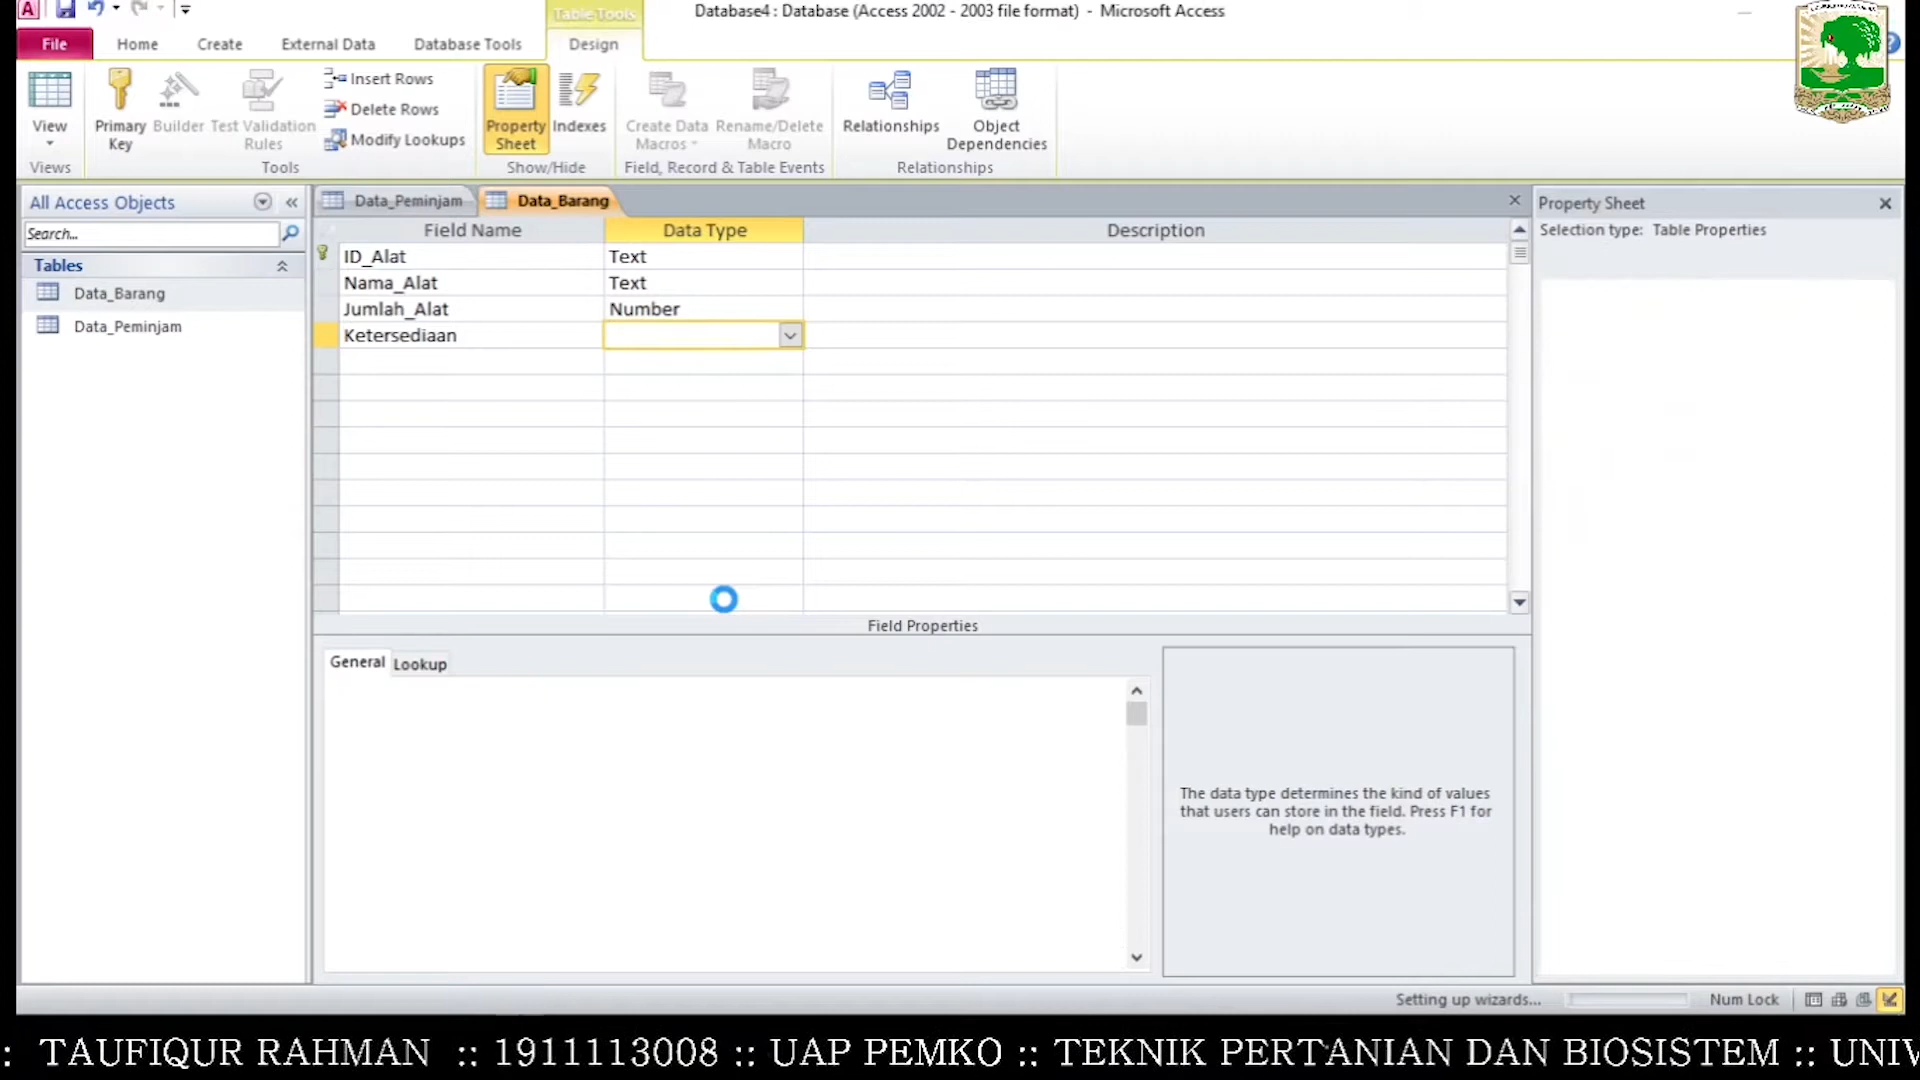 Table Tools
Database4 : Database (Access 2002 - 2003 file format) - Microsoft Access
File Home Create External Data Database Tools Design
View
Views
Primary Key
Builder
Test Validation Rules
Insert Rows
Delete Rows
Modify Lookups
Tools
Property Sheet
Indexes
Show/Hide
Create Data Macros
Rename/Delete Macro
Field, Record & Table Events
Relationships
Object Dependencies
Relationships
All Access Objects
Search...
Tables
Data_Barang
Data_Peminjam
Data_Peminjam Data_Barang
Field Name Data Type Description
ID_Alat Text
Nama_Alat Text
Jumlah_Alat Number
Ketersediaan
Field Properties
General Lookup
The data type determines the kind of values
that users can store in the field. Press F1 for
help on data types.
Property Sheet
Selection type: Table Properties
Setting up wizards... Num Lock
: TAUFIQUR RAHMAN :: 1911113008 :: UAP PEMKO :: TEKNIK PERTANIAN DAN BIOSISTEM :: UNIV